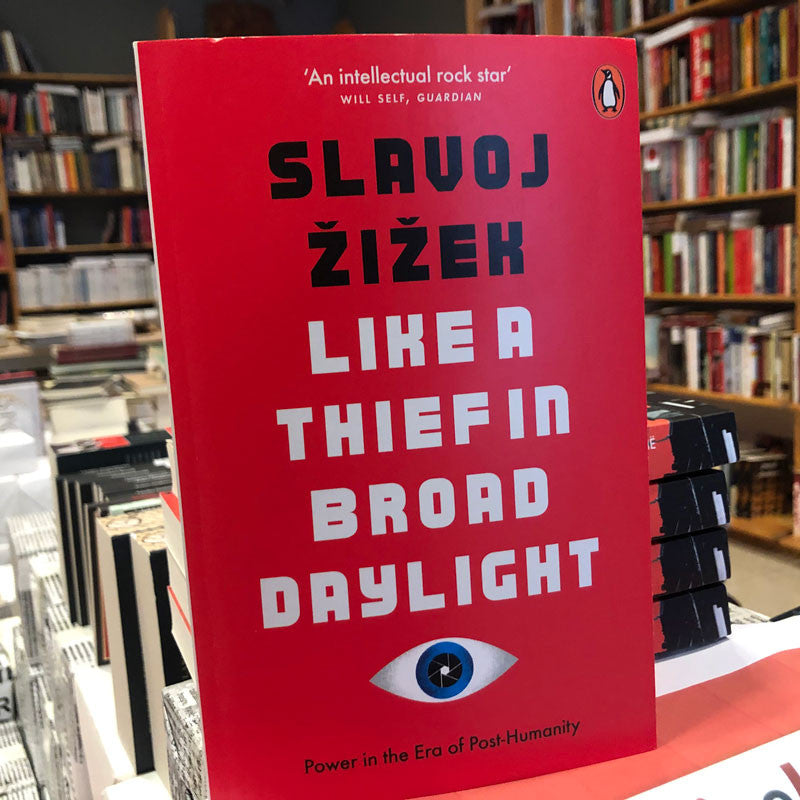 'An intellectual rock star'
WILL SELF, GUARDIAN
SLAVOJ
ŽIŽEK
LIKE A
THIEF IN
BROAD
DAYLIGHT
Power in the Era of Post-Humanity